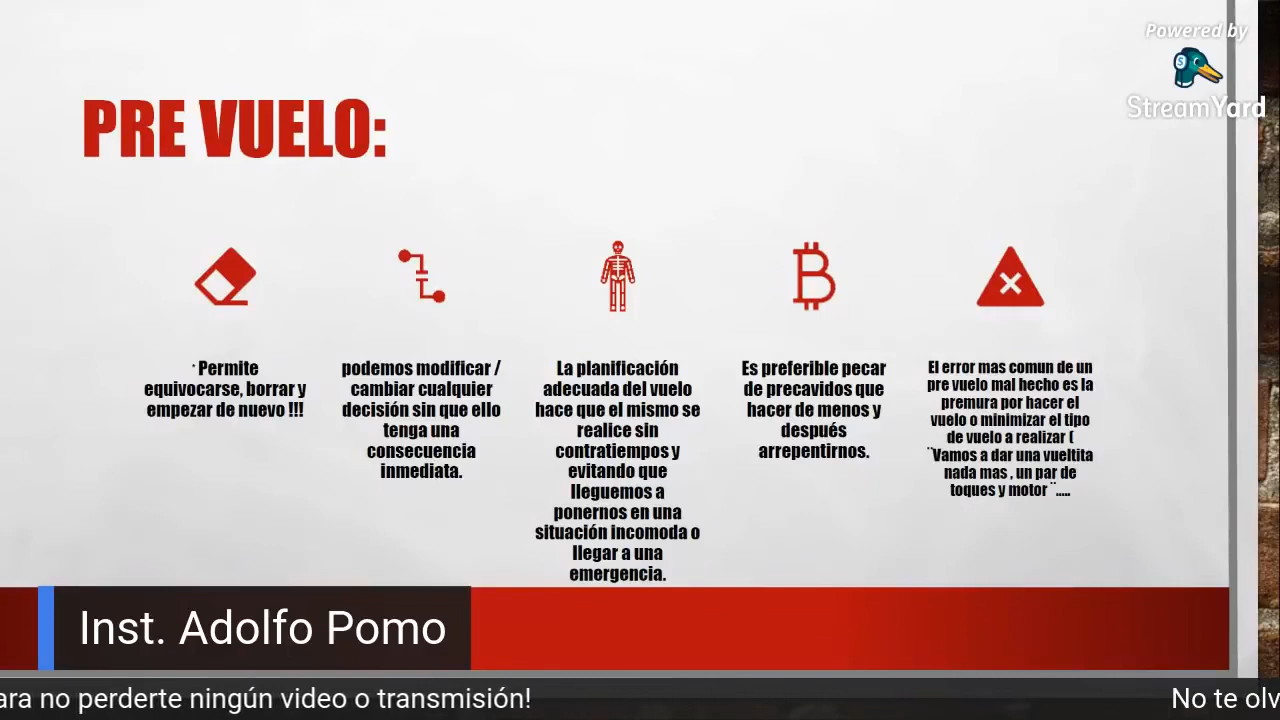 Powered by
StreamYard
PRE VUELO:
* Permite
equivocarse, borrar y
empezar de nuevo !!!
podemos modificar /
cambiar cualquier
decisión sin que ello
tenga una
consecuencia
inmediata.
La planificación
adecuada del vuelo
hace que el mismo se
realice sin
contratiempos y
evitando que
lleguemos a
ponernos en una
situación incomoda o
llegar a una
emergencia.
Es preferible pecar
de precavidos que
hacer de menos y
después
arrepentirnos.
El error mas comun de un
pre vuelo mal hecho es la
premura por hacer el
vuelo o minimizar el tipo
de vuelo a realizar (
¨Vamos a dar una vueltita
nada mas , un par de
toques y motor ¨.....
Inst. Adolfo Pomo
ara no perderte ningún video o transmisión! No te olv